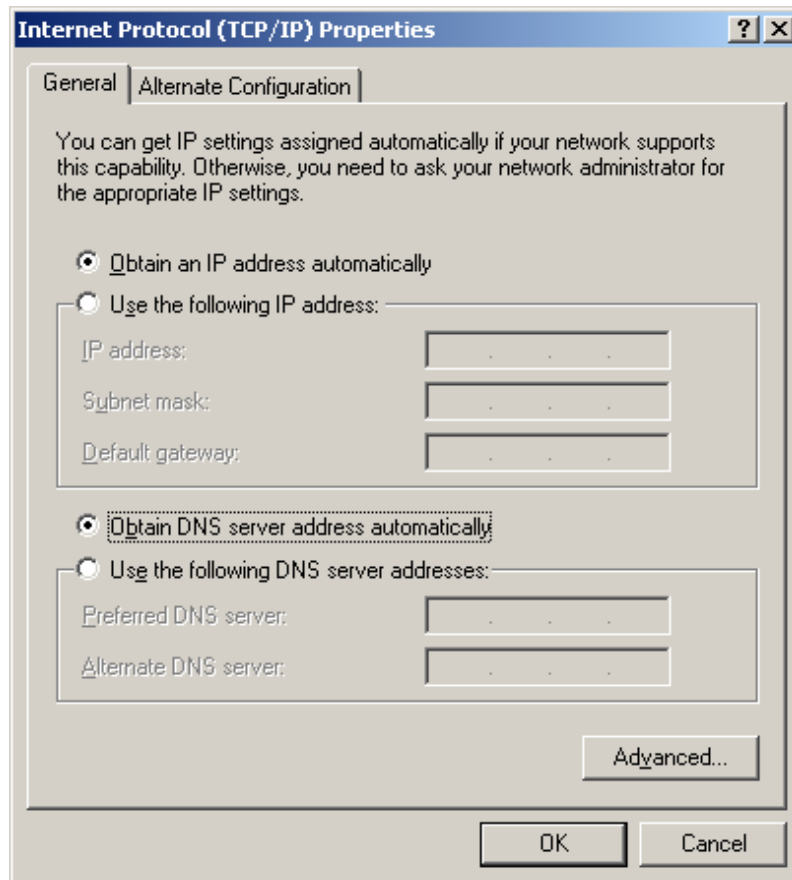 Internet Protocol (TCP/IP) Properties
General
Alternate Configuration
You can get IP settings assigned automatically if your network supports
this capability. Otherwise, you need to ask your network administrator for
the appropriate IP settings.
Obtain an IP address automatically
Use the following IP address:
IP address:
Subnet mask:
Default gateway:
Obtain DNS server address automatically
Use the following DNS server addresses:
Preferred DNS server:
Alternate DNS server:
Advanced...
OK
Cancel